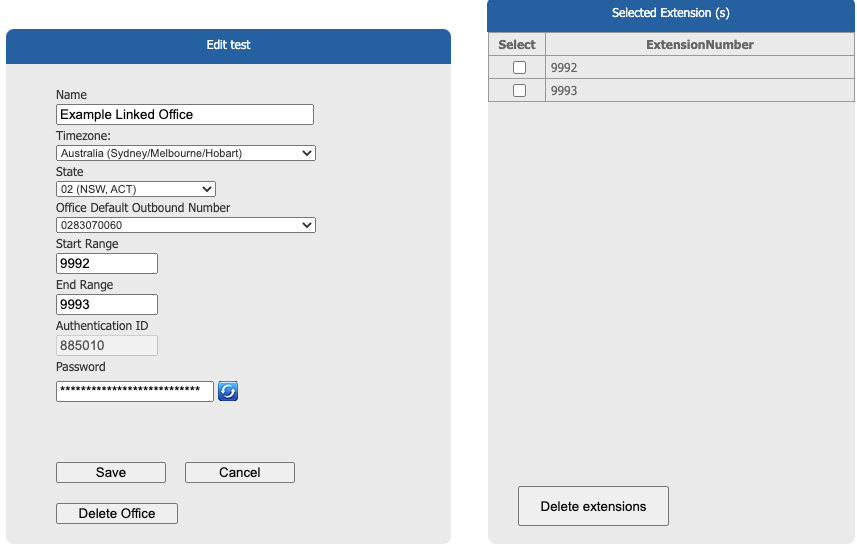 Edit test
Name
Example Linked Office
Timezone:
Australia (Sydney/Melbourne/Hobart)
State
02 (NSW, ACT)
Office Default Outbound Number
0283070060
Start Range
9992
End Range
9993
Authentication ID
885010
Password
***************************
Save Cancel
Delete Office
Selected Extension (s)
Select ExtensionNumber
9992
9993
Delete extensions